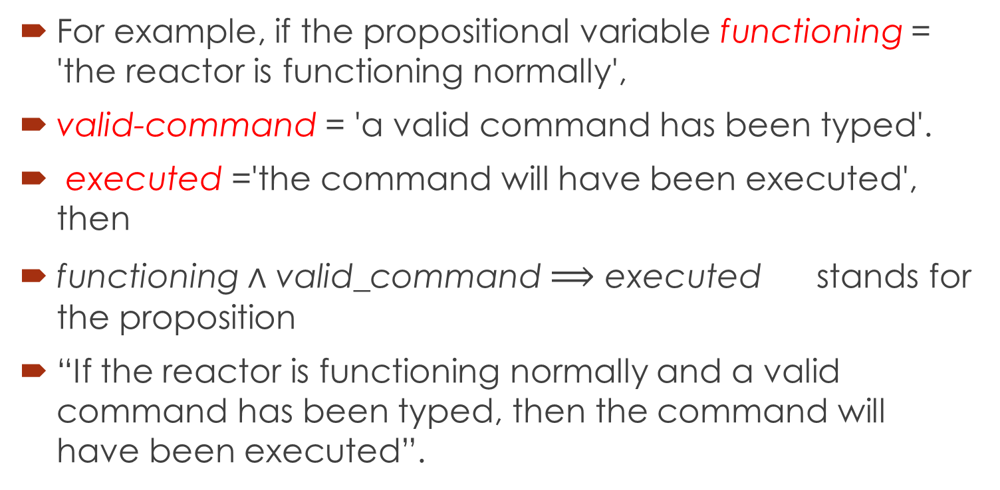 For example, if the propositional variable functioning =
'the reactor is functioning normally',
valid-command = 'a valid command has been typed'.
executed ='the command will have been executed',
then
functioning ∧ valid_command ⟹ executed stands for
the proposition
“If the reactor is functioning normally and a valid
command has been typed, then the command will
have been executed”.